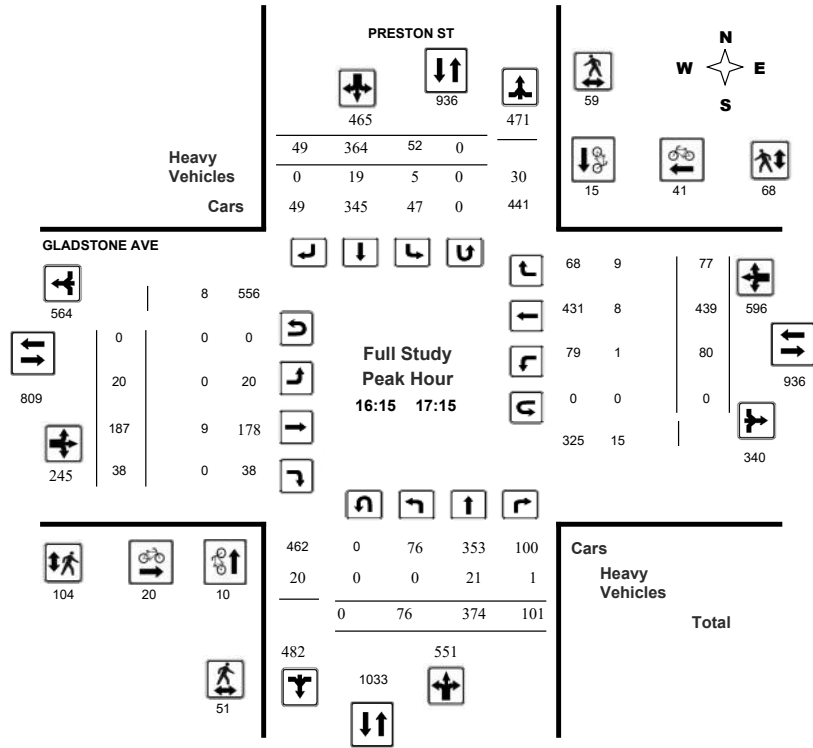 PRESTON ST
N
W E
S
936
465 471 59
49 364 52 0
Heavy
Vehicles
0 19 5 0 30
15 41 68
Cars 49 345 47 0 441
GLADSTONE AVE
68 9 77
564 8 556
431 8 439 596
0 0 0
Full Study
Peak Hour
16:15 17:15
79 1 80
809 20 0 20
936
0 0 0
187 9 178
325 15
340
245 38 0 38
462 0 76 353 100 Cars
20 0 0 21 1 Heavy
Vehicles
104 20 10
0 76 374 101 Total
482 551
1033
51